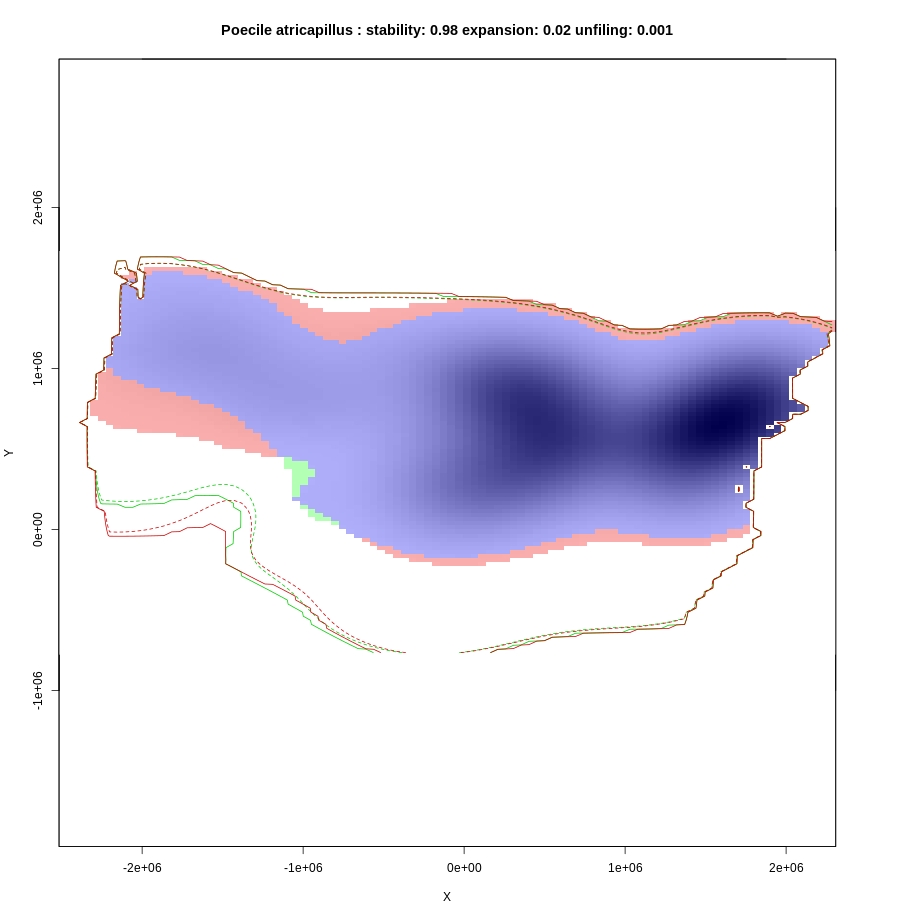 Poecile atricapillus : stability: 0.98 expansion: 0.02 unfiling: 0.001
2e+06
1e+06
0e+00
-1e+06
Y
-2e+06 -1e+06 0e+00 1e+06 2e+06
X